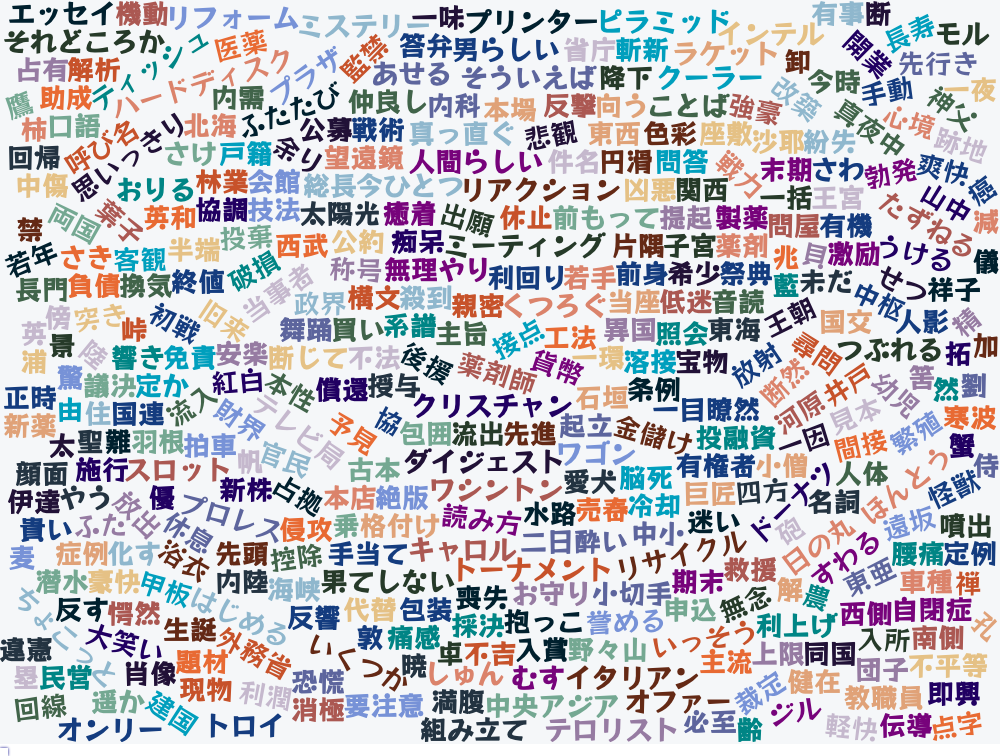 エッセイ 機動 リフォーム ミステリー 一味 プリンター ピラミッド インテル 有事 断
それどころか ティッシュ 医薬 監禁 答弁 男らしい 省庁 斬新 ラケット 卸 開業 長寿 モル
占有 解析 ハードディスク プラザ あせる そういえば 降下 クーラー 今時 手動 先行き
鷹 助成 内需 ふたたび 仲良し 内科 本場 反撃 向う ことば 強豪 改築 真夜中 神父 一夜
柿 口語 呼び名 思いっきり 北海 公募 戦術 真っ直ぐ 悲観 東西 色彩 座敷 沙耶 紛失 心境 跡地
回帰 さけ 戸籍 余り 望遠鏡 人間らしい 件名 円滑 問答 戦力 末期 さわ 勃発 爽快 癌
中傷 おりる 林業 会館 総長 今ひとつ リアクション 凶悪 関西 一括 王宮 山中
禁 両国 菓子 英和 協調 技法 太陽光 癒着 出願 休止 前もって 提起 製薬 問屋 有機 たずねる 減
若年 さき 客観 半端 投棄 西武 公約 痴呆 ミーティング 片隅 子宮 薬剤 兆 貝 激励 うける 儀
長門 負債 換気 終値 破損 当事者 称号 無理やり 利回り 若手 前身 希少 祭典 藍 未だ 中枢 せつ 祥子
英 傍 突き 峠 初戦 旧来 政界 構文 殺到 親密 くつろぐ 当座 低迷 音読 王朝 国交 人影 精
浦 景 陸 響き 免責 安楽 舞踊 断じて 買い 不法 系譜 主旨 接点 工法 異国 照会 東海 尋問 つぶれる 拓 加
驚 議決 定か 紅白 本性 償還 授与 後援 薬剤師 貨幣 一環 溶接 宝物 放射 断然 井戸 幼児 答 然 劉
正時 由 住 国連 流入 財界 テレビ局 予見 協 クリスチャン 石垣 条例 一目瞭然 河原 見本 寒波
新薬 太 聖 難 羽根 拍車 帆 官民 包囲 流出 先進 起立 金儲け 投融資 一因 間接 繁殖 蟹
顔面 施行 スロット 古本 ダイジェスト ワゴン 有権者 小僧 人体 ほんとう 侍
伊達 やう 放出 優 新株 占拠 本店 絶版 ワシントン 愛犬 脳死 巨匠 四方 ドーナツ 名詞 怪獣
貴い ふた 休息 プロレス 侵攻 乗 格付け 読み方 水路 売春 冷却 迷い 砲 日の丸 遠坂 噴出
麦 症例 化す 浴衣 先頭 控除 手当て キャロル 二日酔い 中小 リサイクル すわる 腰痛 定例
潜水 豪快 甲板 内陸 海峡 果てしない トーナメント お守り 小切手 期末 救援 解 農 東亜 車種 禅
ちゃこっと 反す 愕然 はじめる 反響 代替 包装 喪失 採決 抱っこ 誉める 申込 無念 利上げ 西側 自閉症 孔
違憲 大笑い 生誕 外務省 いくつか 敦 痛感 卓 不吉 入賞 野々山 いっそう 主流 上限 同国 入所 南側
塁 民営 肖像 題材 恐慌 暁 しゅん むす イタリアン 裁定 健在 団子 不平等
回線 遥か 建国 現物 利潤 消極 要注意 満腹 中央アジア オファー ジル 教職員 即興
オンリー トロイ 組み立て テロリスト 必至 齢 軽快 伝導 点字